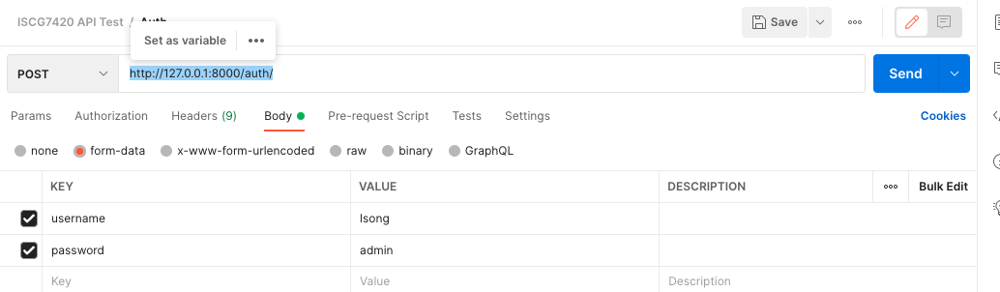 ISCG7420 API Test / Auth
Save
Set as variable
POST
http://127.0.0.1:8000/auth/
Send
Params Authorization Headers (9) Body Pre-request Script Tests Settings Cookies
none form-data x-www-form-urlencoded raw binary GraphQL
KEY VALUE DESCRIPTION Bulk Edit
username lsong
password admin
Key Value Description